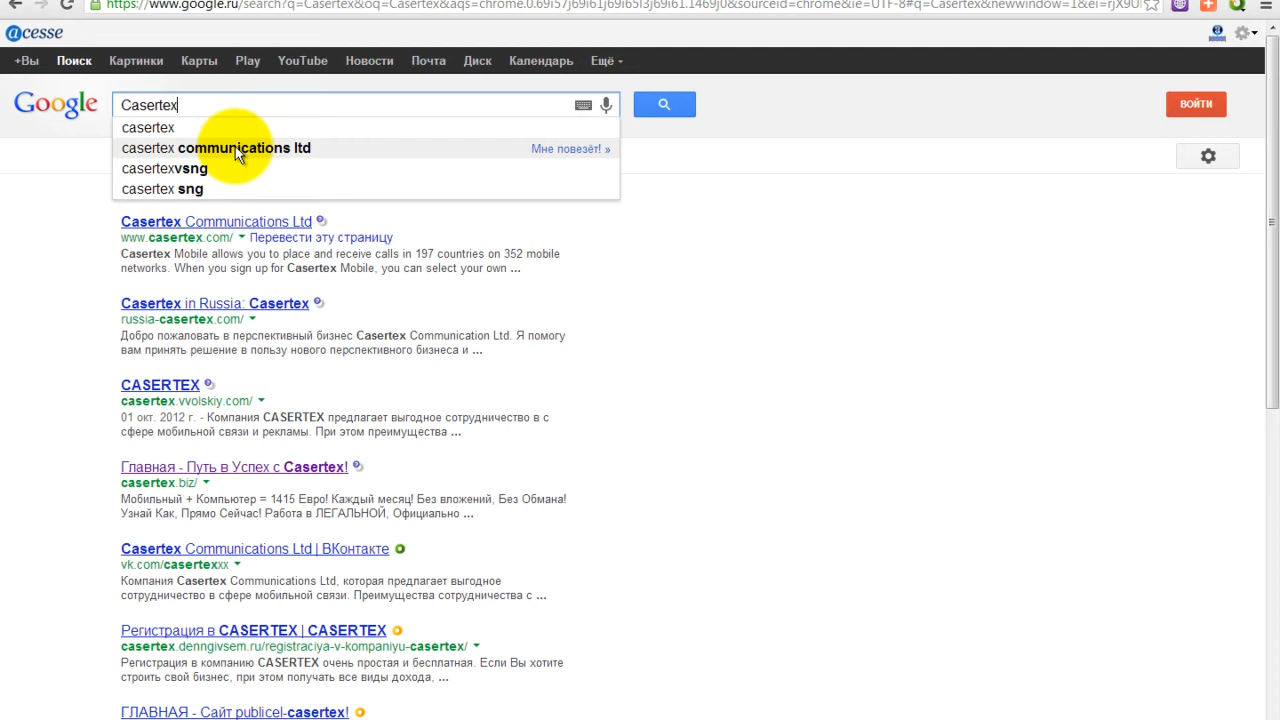 https://www.google.ru/search?q=Casertex&oq=Casertex&aqs=chrome.0.69i57j69i61j69i65l3j69i61.1469j0&sourceid=chrome&ie=UTF-8#q=Casertex&newwindow=1&ei=rjX9U
acesse
+Вы Поиск Картинки Карты Play YouTube Новости Почта Диск Календарь Ещё
Google Casertex ВОЙТИ
casertex
casertex communications ltd Мне повезёт! »
casertexvsng
casertex sng
Casertex Communications Ltd
www.casertex.com/ Перевести эту страницу
Casertex Mobile allows you to place and receive calls in 197 countries on 352 mobile
networks. When you sign up for Casertex Mobile, you can select your own ...
Casertex in Russia: Casertex
russia-casertex.com/
Добро пожаловать в перспективный бизнес Casertex Communication Ltd. Я помогу
вам принять решение в пользу нового перспективного бизнеса и ...
CASERTEX
casertex.vvolskiy.com/
01 окт. 2012 г. - Компания CASERTEX предлагает выгодное сотрудничество в с
сфере мобильной связи и рекламы. При этом преимущества ...
Главная - Путь в Успех с Casertex!
casertex.biz/
Мобильный + Компьютер = 1415 Евро! Каждый месяц! Без вложений, Без Обмана!
Узнай Как, Прямо Сейчас! Работа в ЛЕГАЛЬНОЙ, Официально ...
Casertex Communications Ltd | ВКонтакте
vk.com/casertexxx
Компания Casertex Communications Ltd, которая предлагает выгодное
сотрудничество в сфере мобильной связи. Преимущества сотрудничества с ...
Регистрация в CASERTEX | CASERTEX
casertex.denngivsem.ru/registraciya-v-kompaniyu-casertex/
Регистрация в компанию CASERTEX очень простая и бесплатная. Если Вы хотите
строить свой бизнес, при этом получать все виды дохода, ...
ГЛАВНАЯ - Сайт publicel-casertex!